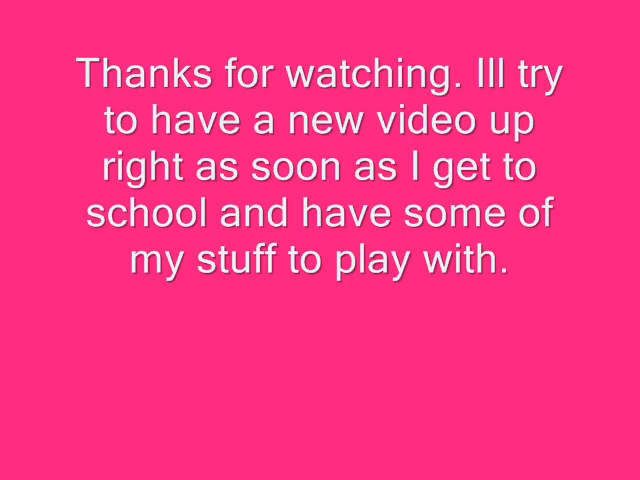 Thanks for watching. Ill try
to have a new video up
right as soon as I get to
school and have some of
my stuff to play with.